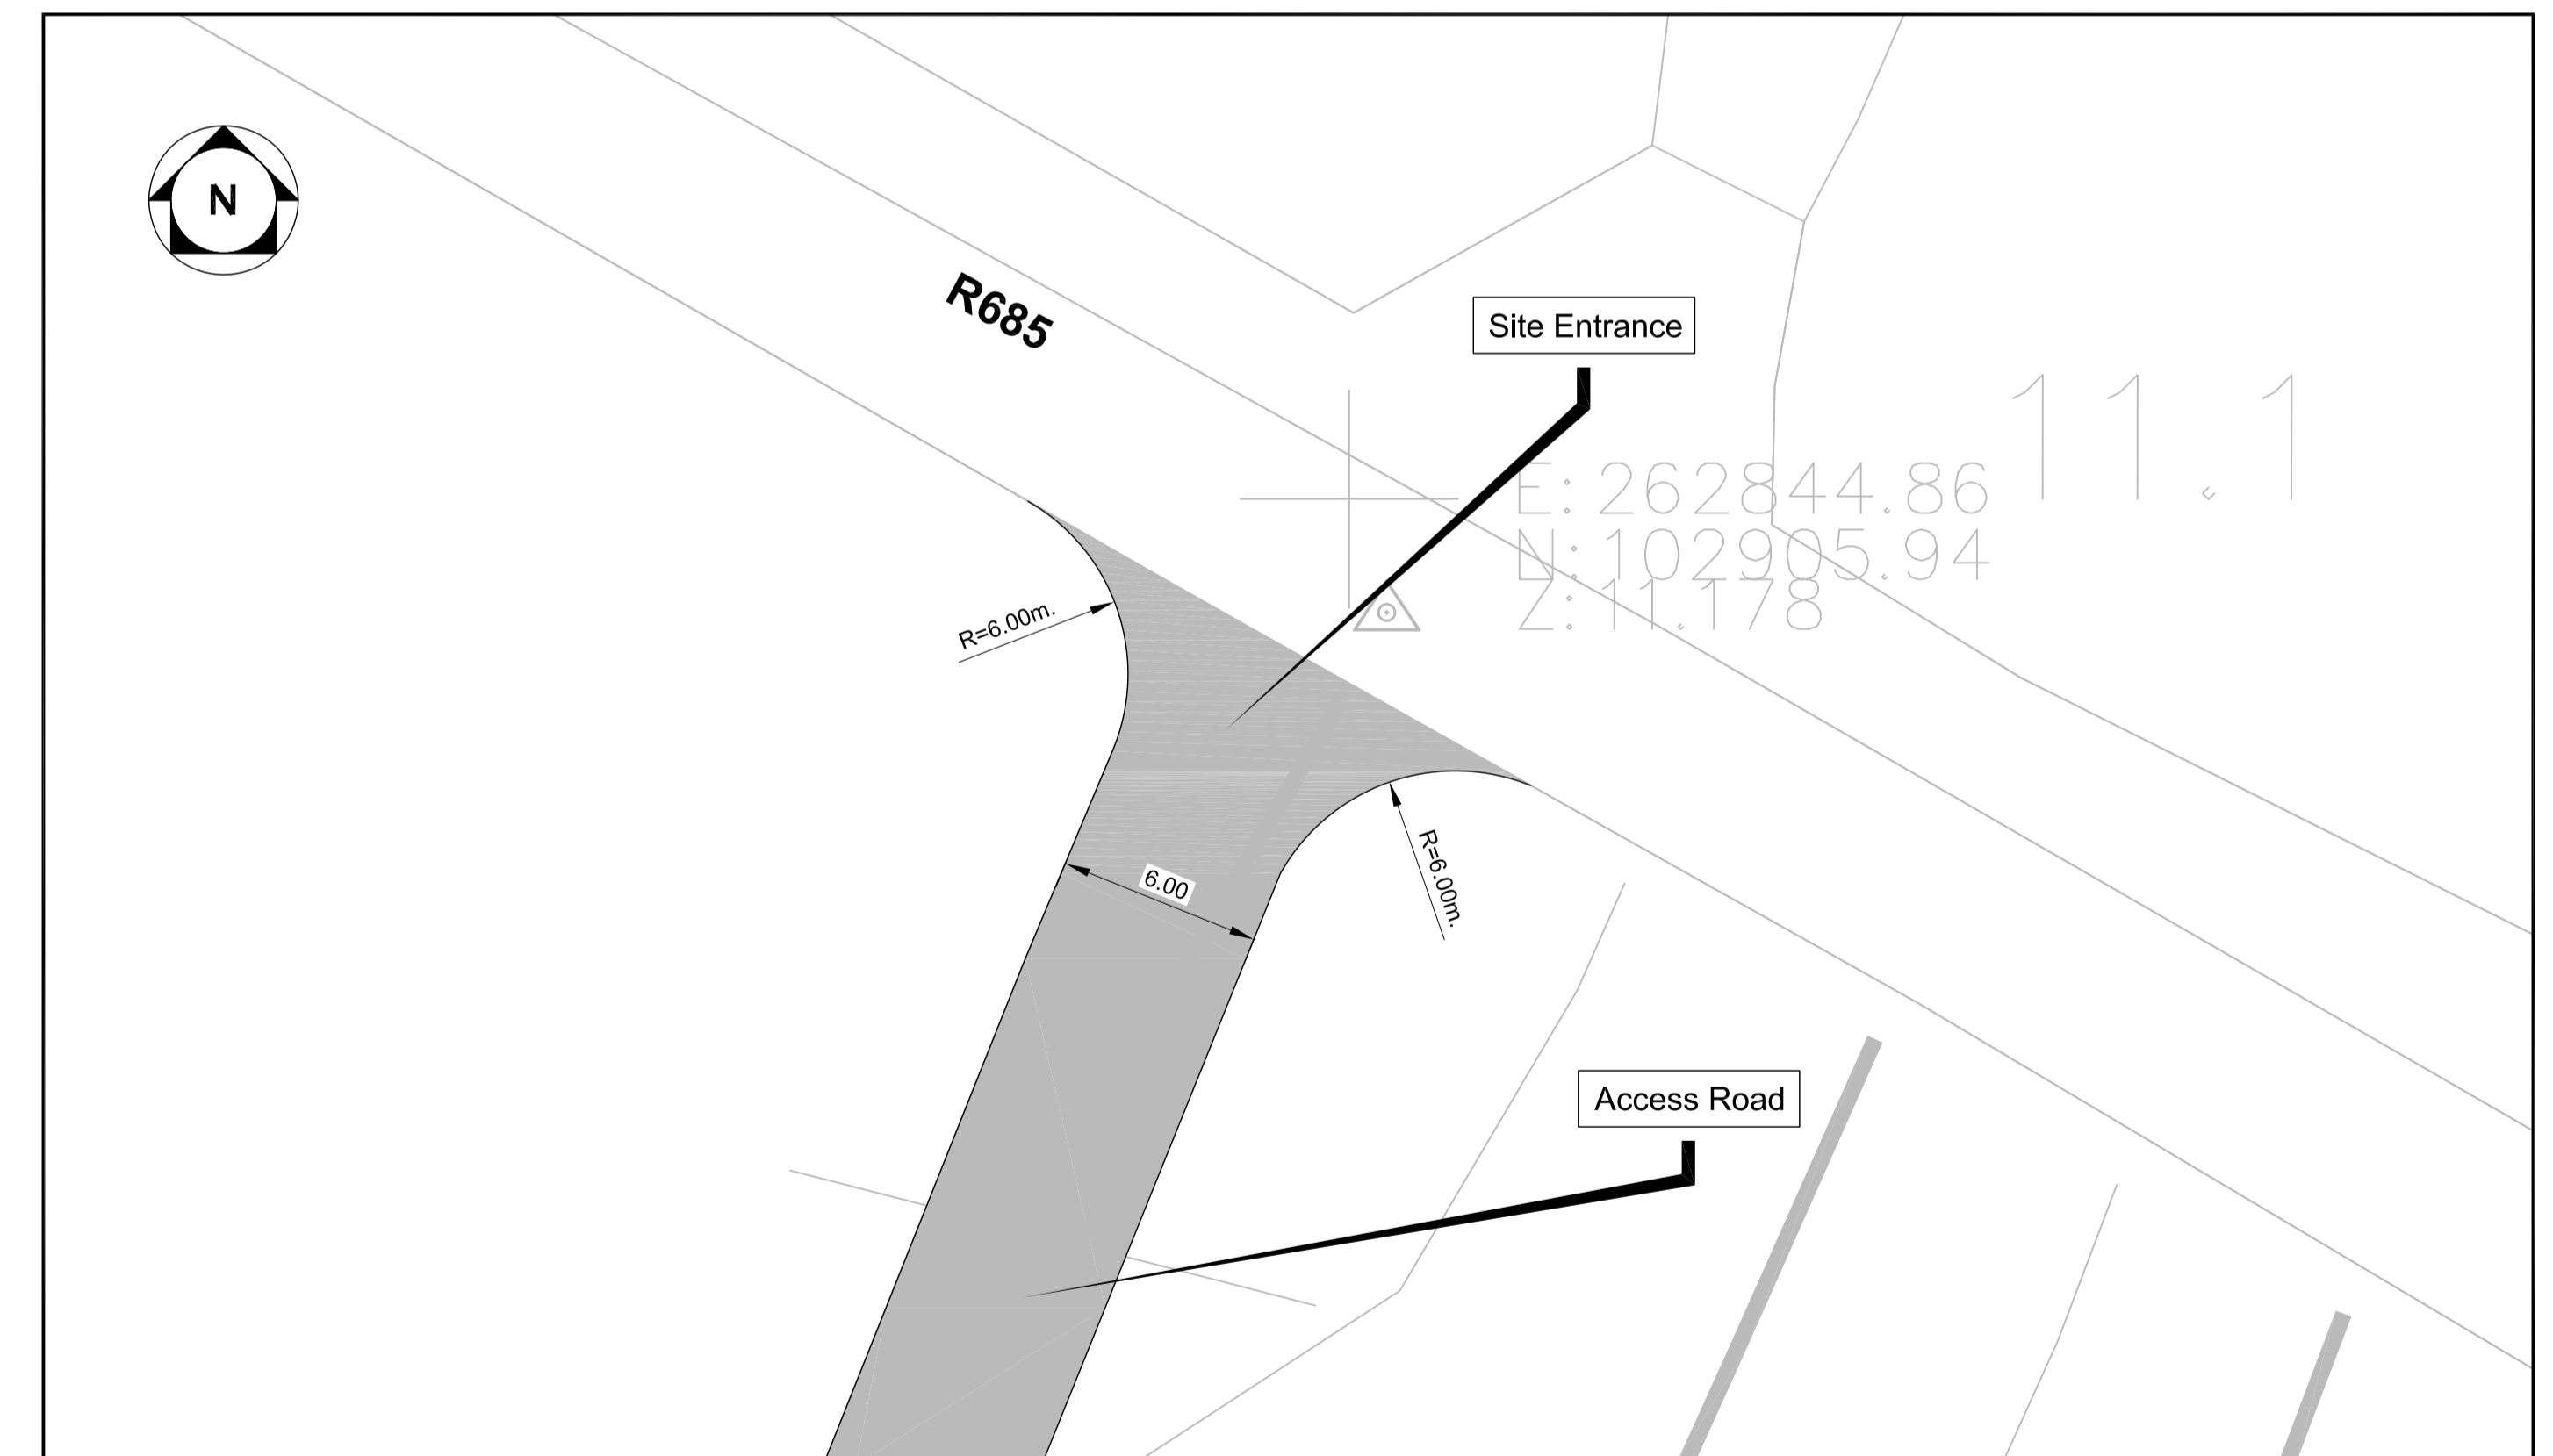 N
R685
Site Entrance
11.1
E:262844.86
N:102905.94
Z:11.178
R=6.00m.
6.00
R=6.00m.
Access Road